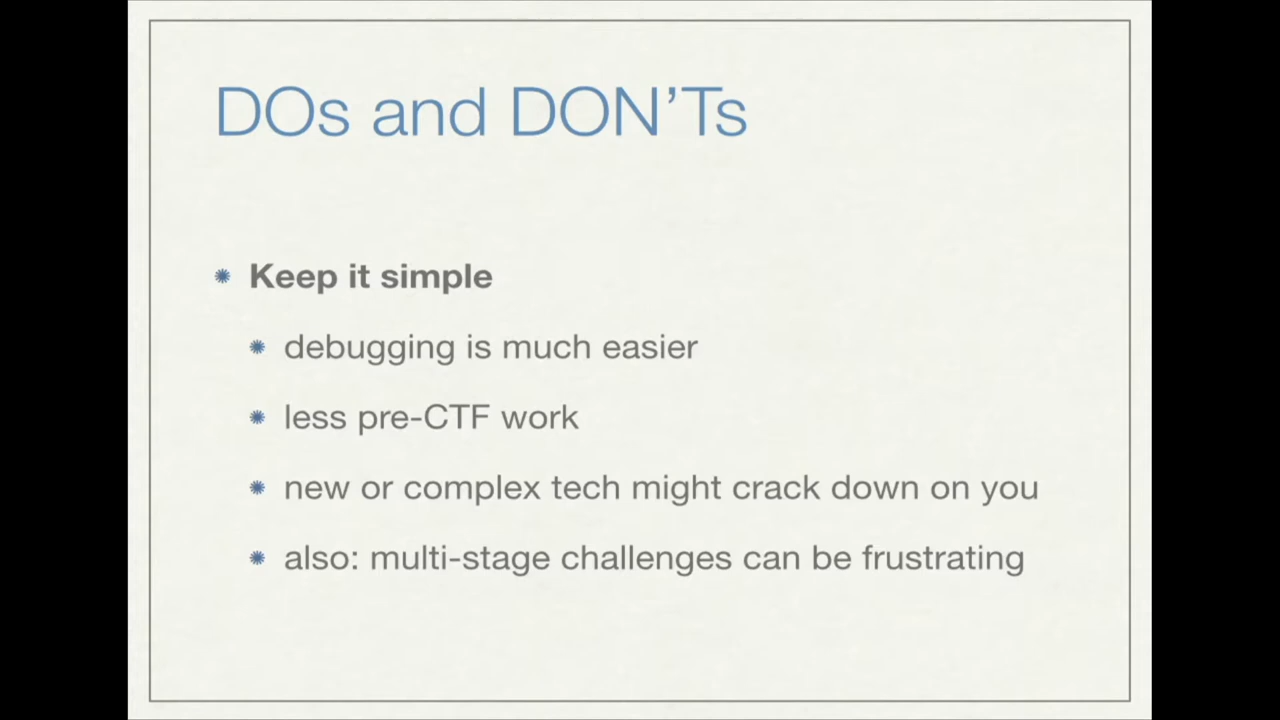 DOs and DON’Ts
Keep it simple
debugging is much easier
less pre-CTF work
new or complex tech might crack down on you
also: multi-stage challenges can be frustrating